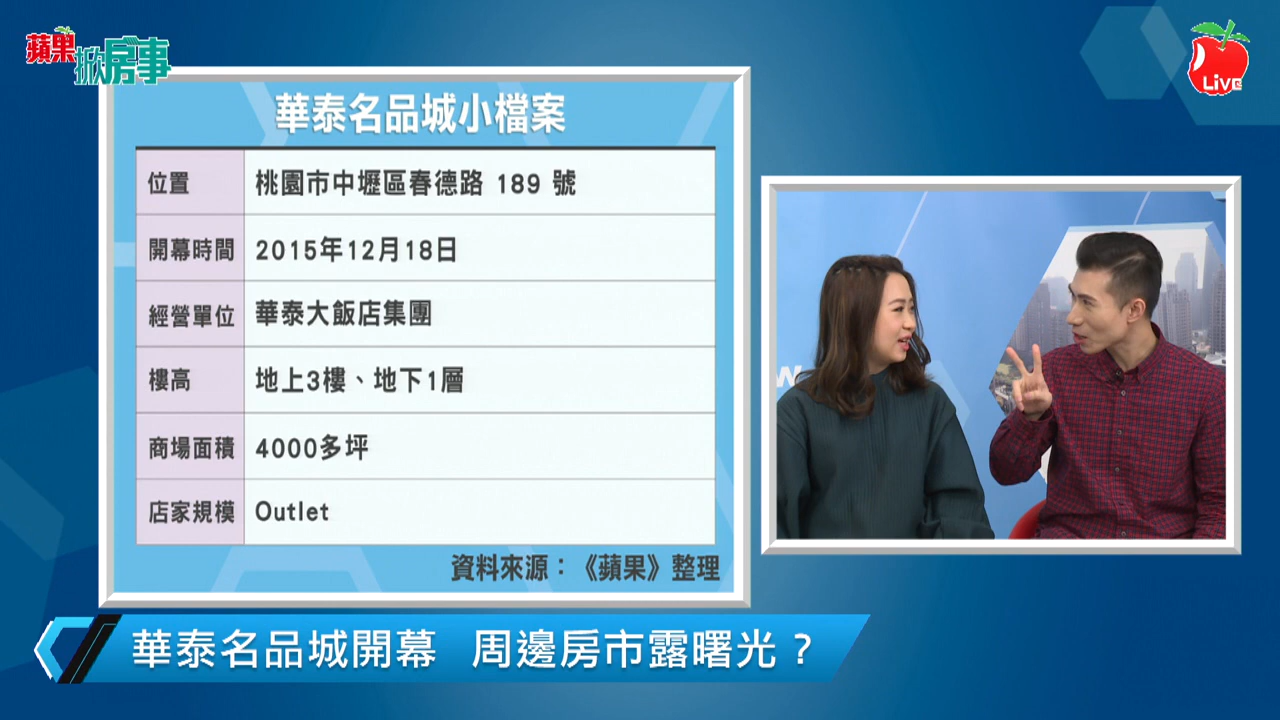 蘋果
掀房事
Live
華泰名品城小檔案
位置 桃園市中壢區春德路 189 號
開幕時間 2015年12月18日
經營單位 華泰大飯店集團
樓高 地上3樓、地下1層
商場面積 4000多坪
店家規模 Outlet
資料來源：《蘋果》整理
W
華泰名品城開幕 周邊房市露曙光？